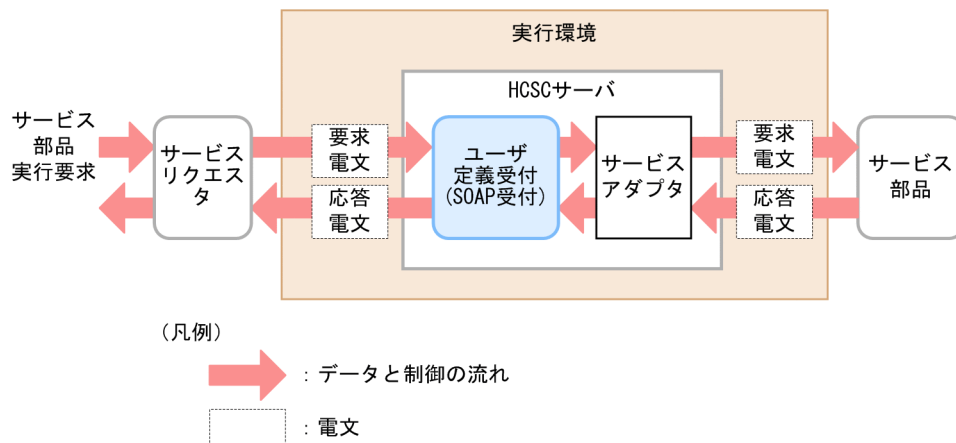 実行環境
HCSCサーバ
サービス
部品
実行要求
サービス
リクエス
タ
要求
電文
応答
電文
ユーザ
定義受付
(SOAP受付)
サービス
アダプタ
要求
電文
応答
電文
サービス
部品
(凡例)
：データと制御の流れ
：電文